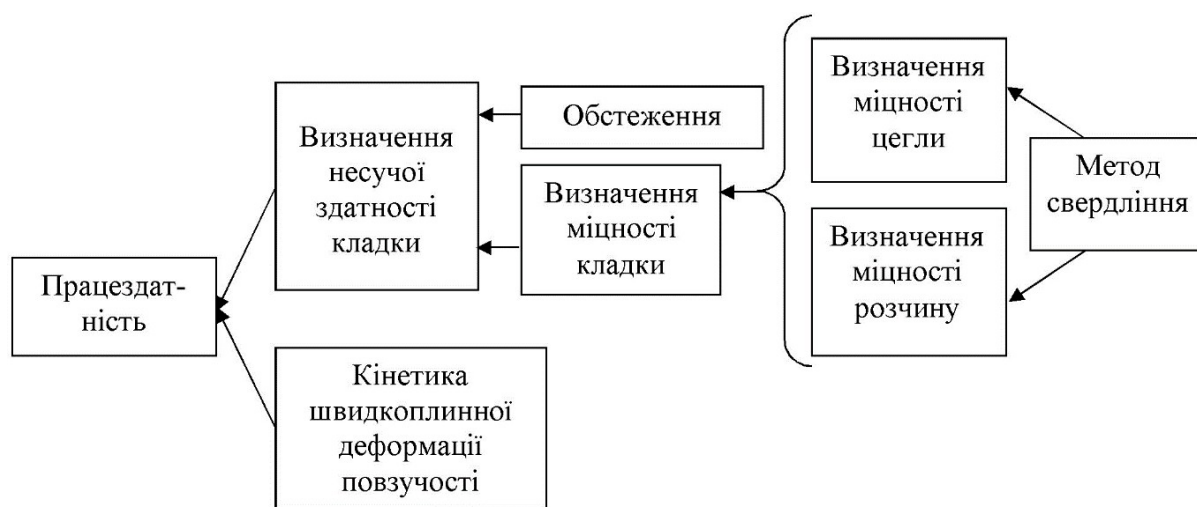 Працездат-
ність
Визначення
несучої
здатності
кладки
Кінетика
швидкоплинної
деформації
повзучості
Обстеження
Визначення
міцності
кладки
Визначення
міцності
цегли
Визначення
міцності
розчину
Метод
свердління